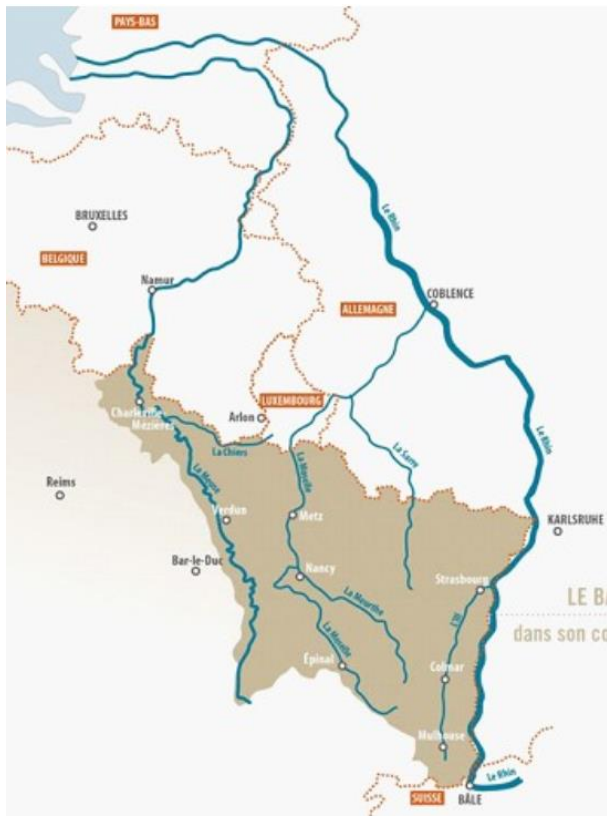 PAYS-BAS
BRUXELLES
BELGIQUE
Le Rhin
Namur
ALLEMAGNE
COBLENCE
LUXEMBOURG
Charleville-
Mézières
Arlon
La Chiers
La Moselle
La Sarre
Le Rhin
Reims
La Meuse
Verdun
Metz
KARLSRUHE
Bar-le-Duc
Nancy
Strasbourg
La Meurthe
LE BA
L'Ill
dans son co
La Moselle
Épinal
Colmar
Mulhouse
Le Rhin
SUISSE
BÂLE